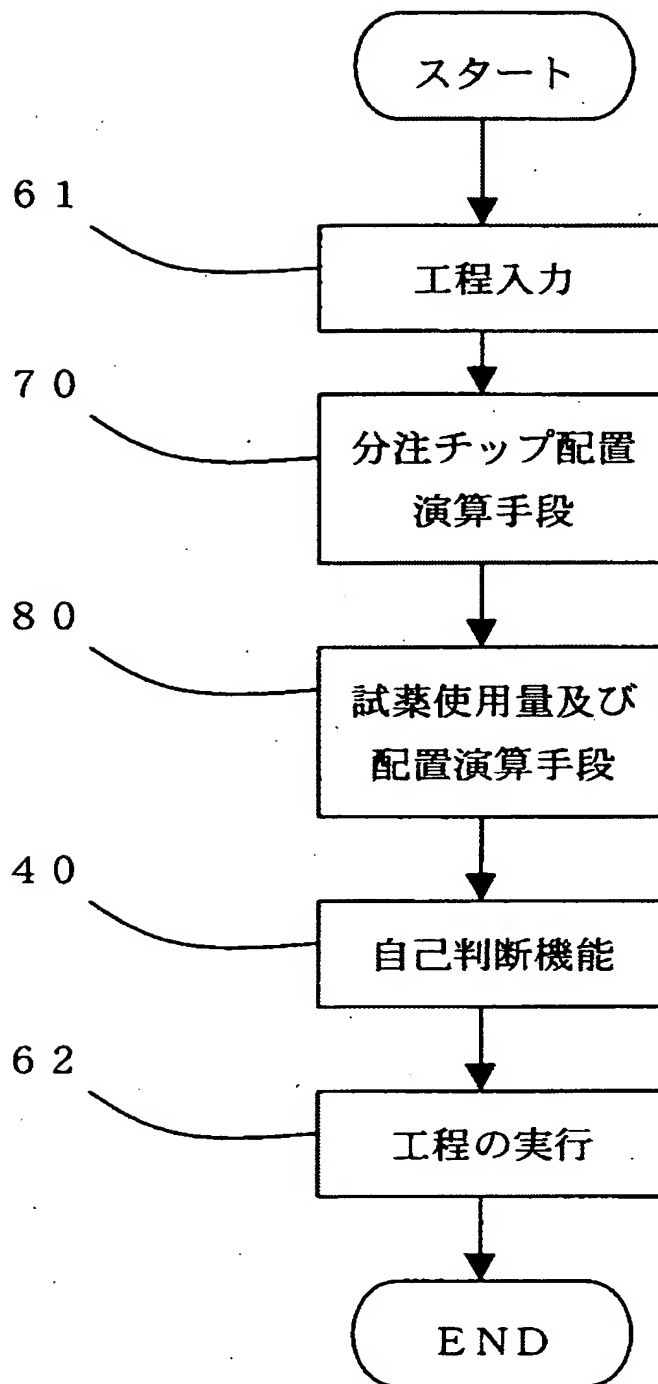 スタート
61
工程入力
70
分注チップ配置
演算手段
80
試薬使用量及び
配置演算手段
40
自己判断機能
62
工程の実行
END